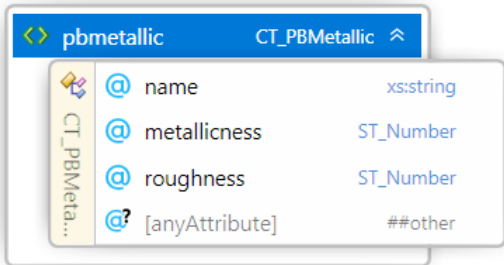 pbmetallic CT_PBMetallic
CT_PBMeta...
@ name xs:string
@ metallicness ST_Number
@ roughness ST_Number
@? [anyAttribute] ##other